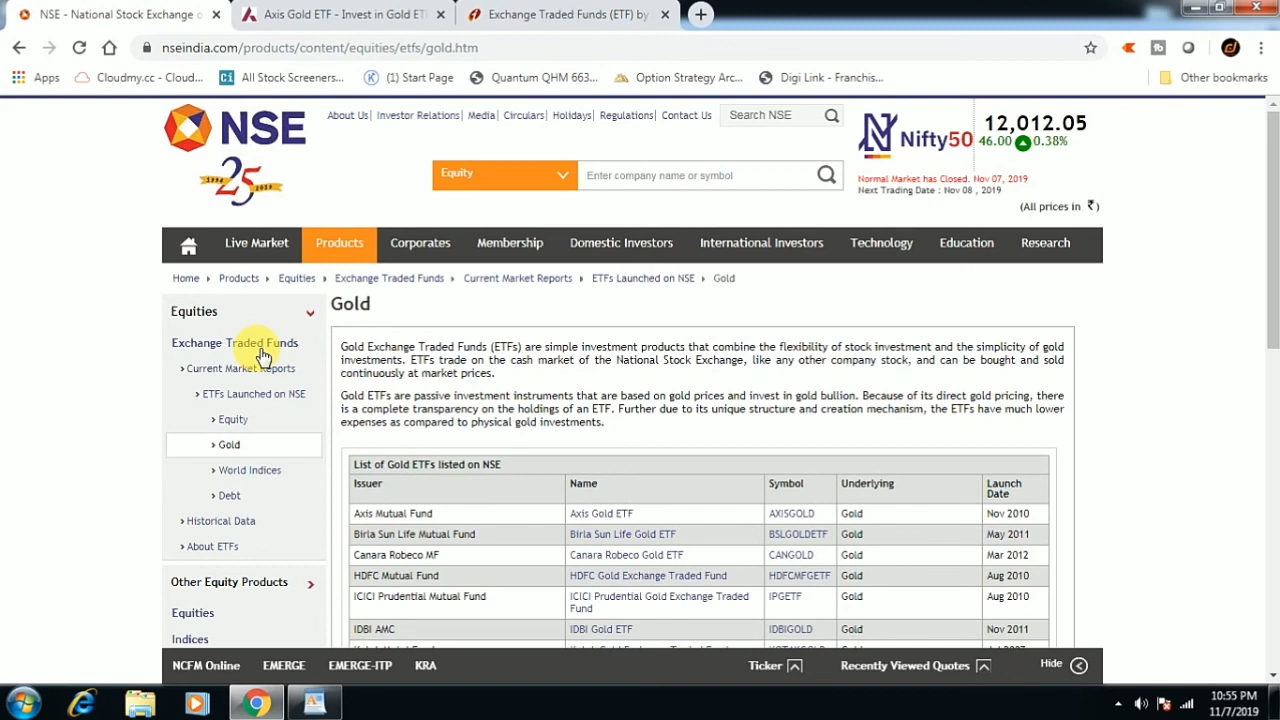 NSE - National Stock Exchange o
Axis Gold ETF - Invest in Gold ETF
Exchange Traded Funds (ETF) by
nseindia.com/products/content/equities/etfs/gold.htm
Apps
Cloudmy.cc - Cloud...
All Stock Screeners...
(1) Start Page
Quantum QHM 663...
Option Strategy Arc...
Digi Link - Franchis...
Other bookmarks
NSE
1994 25 2019
About Us| Investor Relations| Media| Circulars| Holidays| Regulations| Contact Us
Search NSE
Equity
Enter company name or symbol
Nifty50
12,012.05
46.00 0.38%
Normal Market has Closed. Nov 07, 2019
Next Trading Date : Nov 08 , 2019
(All prices in ₹)
Live Market Products Corporates Membership Domestic Investors International Investors Technology Education Research
Home Products Equities Exchange Traded Funds Current Market Reports ETFs Launched on NSE Gold
Equities
Exchange Traded Funds
Current Market Reports
ETFs Launched on NSE
Equity
Gold
World Indices
Debt
Historical Data
About ETFs
Other Equity Products
Equities
Indices
Gold
Gold Exchange Traded Funds (ETFs) are simple investment products that combine the flexibility of stock investment and the simplicity of gold
investments. ETFs trade on the cash market of the National Stock Exchange, like any other company stock, and can be bought and sold
continuously at market prices.
Gold ETFs are passive investment instruments that are based on gold prices and invest in gold bullion. Because of its direct gold pricing, there
is a complete transparency on the holdings of an ETF. Further due to its unique structure and creation mechanism, the ETFs have much lower
expenses as compared to physical gold investments.
List of Gold ETFs listed on NSE
Issuer Name Symbol Underlying Launch
Date
Axis Mutual Fund Axis Gold ETF AXISGOLD Gold Nov 2010
Birla Sun Life Mutual Fund Birla Sun Life Gold ETF BSLGOLDETF Gold May 2011
Canara Robeco MF Canara Robeco Gold ETF CANGOLD Gold Mar 2012
HDFC Mutual Fund HDFC Gold Exchange Traded Fund HDFCMFGETF Gold Aug 2010
ICICI Prudential Mutual Fund ICICI Prudential Gold Exchange Traded IPGETF Gold Aug 2010
Fund
IDBI AMC IDBI Gold ETF IDBIGOLD Gold Nov 2011
NCFM Online EMERGE EMERGE-ITP KRA
Ticker
Recently Viewed Quotes
Hide
10:55 PM
11/7/2019